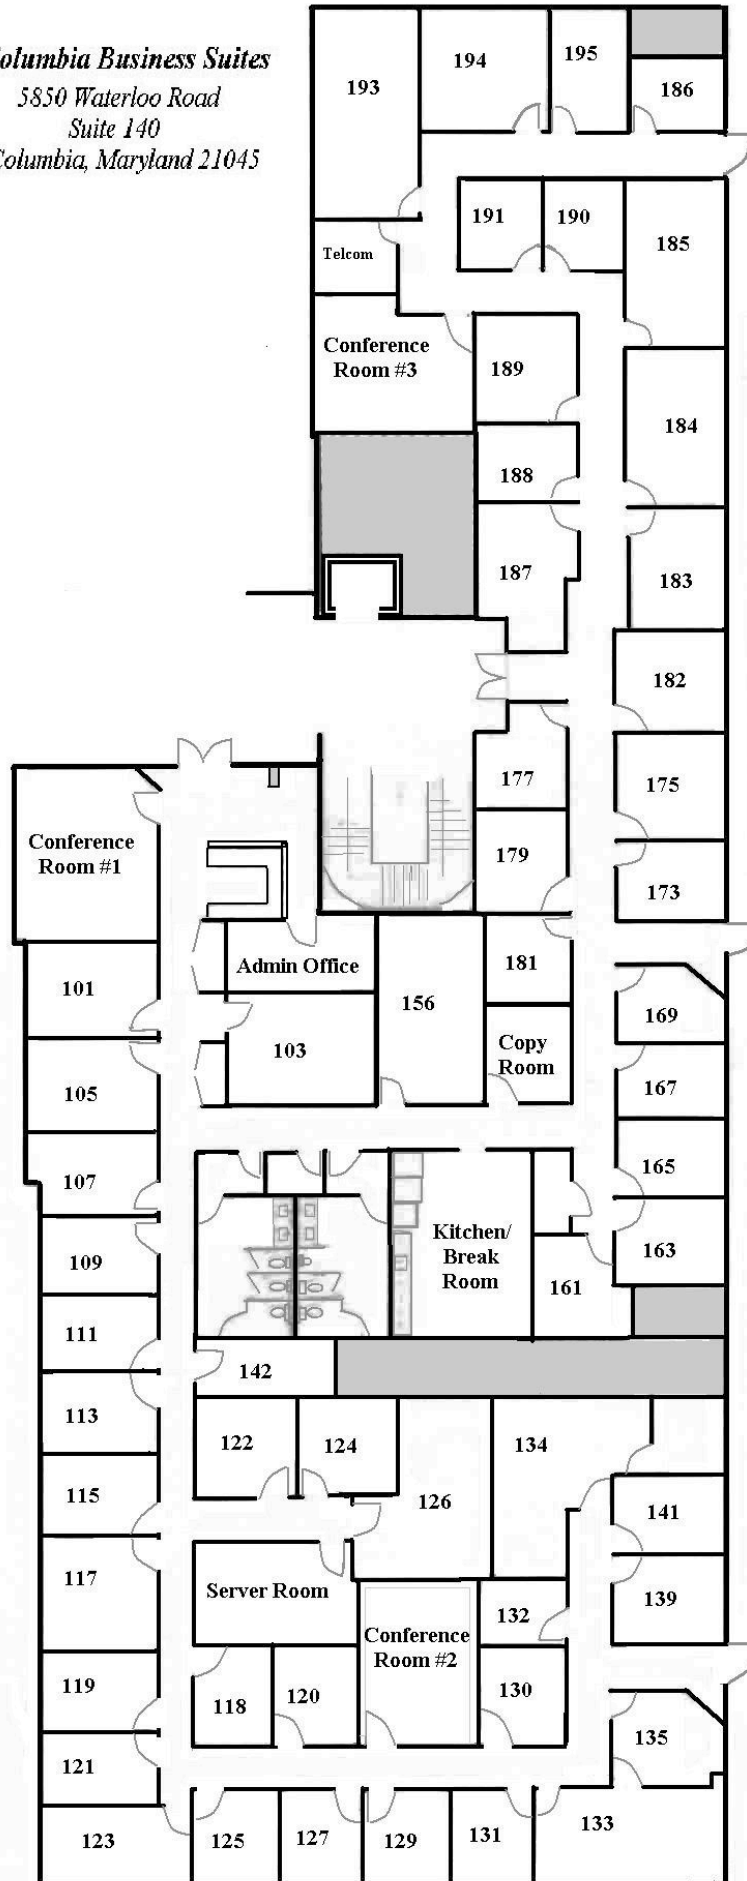 olumbia Business Suites
5850 Waterloo Road
Suite 140
Columbia, Maryland 21045
193
194
195
186
191
190
185
Telcom
Conference
Room #3
189
184
188
187
183
182
177
175
179
173
Conference
Room #1
Admin Office
181
156
101
103
Copy
Room
169
105
167
107
165
Kitchen/
Break
Room
163
109
161
111
142
113
122
124
134
126
115
141
117
Server Room
139
132
Conference
Room #2
119
118
120
130
135
121
123
125
127
129
131
133